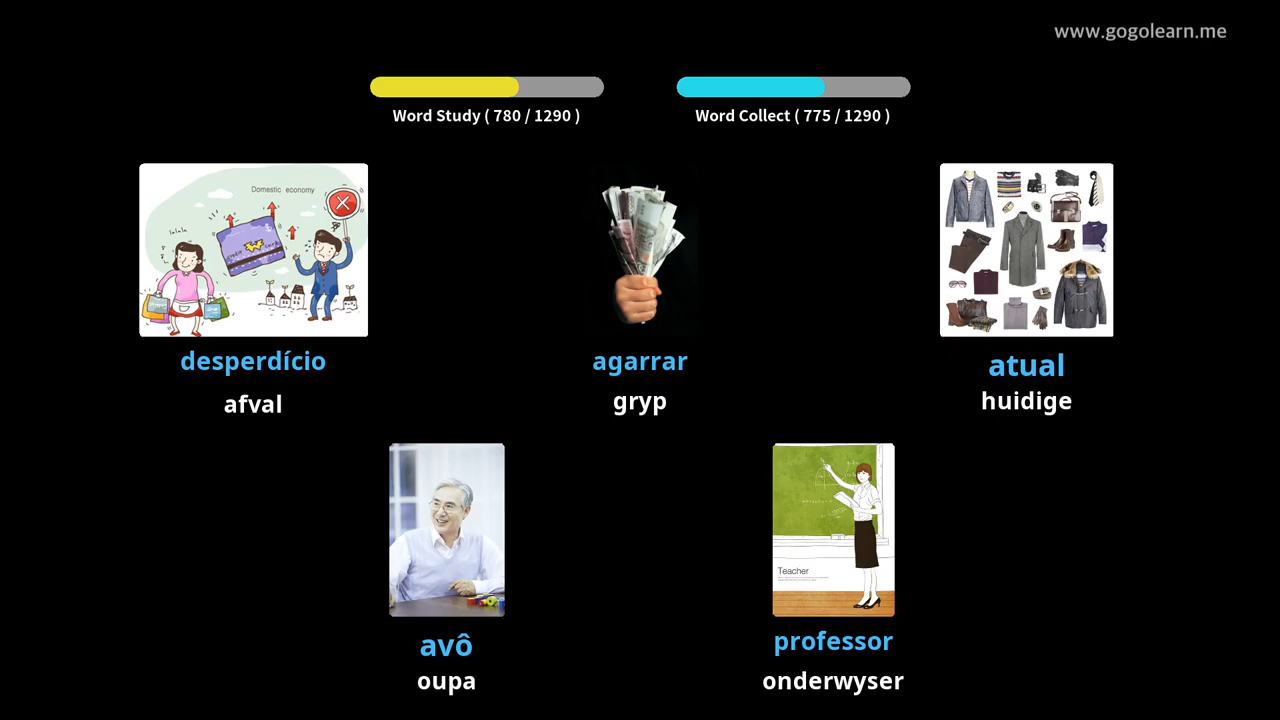 www.gogolearn.me
Word Study ( 780 / 1290 )
Word Collect ( 775 / 1290 )
Domestic economy
lalala
desperdício
afval
agarrar
gryp
atual
huidige
Teacher
avô
oupa
professor
onderwyser